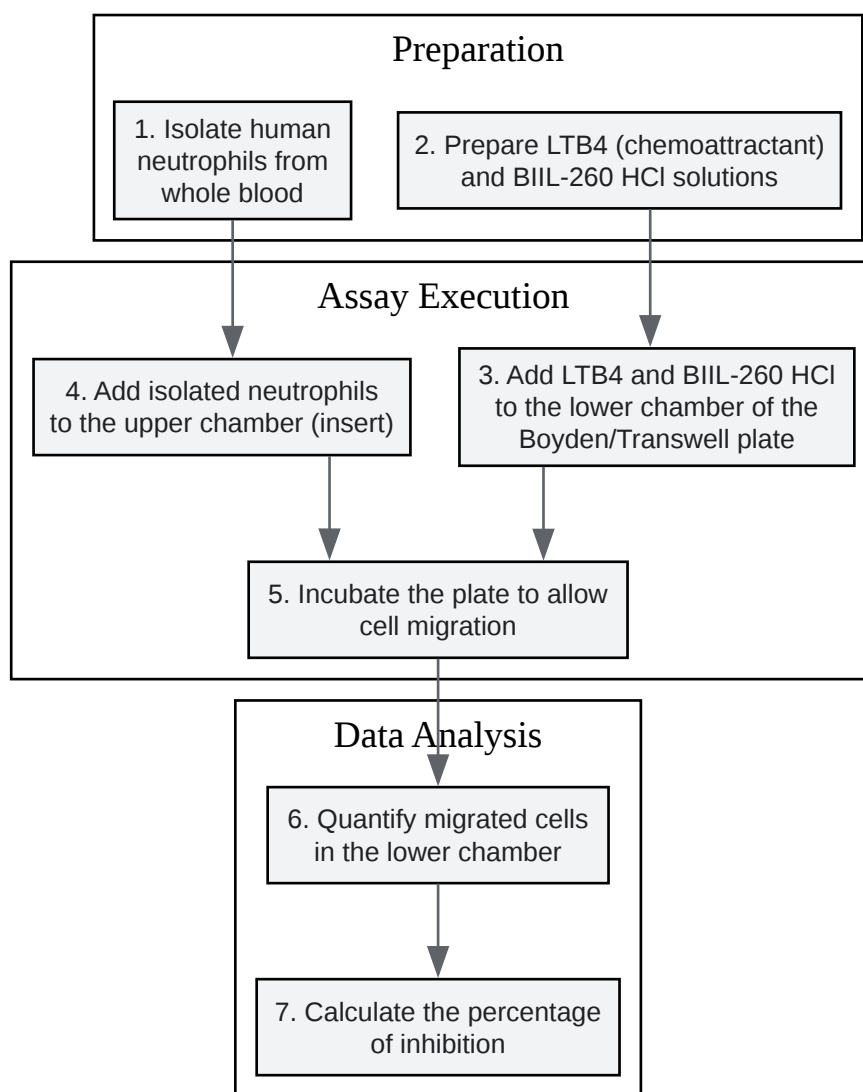 Preparation
1. Isolate human
neutrophils from
whole blood
2. Prepare LTB4 (chemoattractant)
and BIIL-260 HCl solutions
Assay Execution
4. Add isolated neutrophils
to the upper chamber (insert)
3. Add LTB4 and BIIL-260 HCl
to the lower chamber of the
Boyden/Transwell plate
5. Incubate the plate to allow
cell migration
Data Analysis
6. Quantify migrated cells
in the lower chamber
7. Calculate the percentage
of inhibition